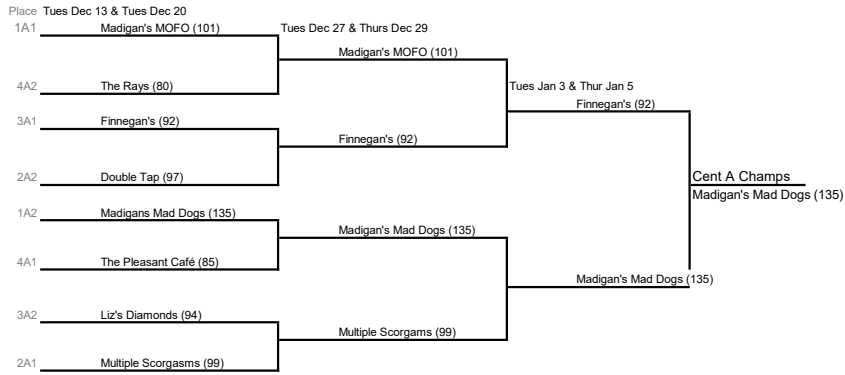 Place Tues Dec 13 & Tues Dec 20
1A1 Madigan's MOFO (101) Tues Dec 27 & Thurs Dec 29
Madigan's MOFO (101)
4A2 The Rays (80) Tues Jan 3 & Thur Jan 5
Finnegan's (92)
3A1 Finnegan's (92)
Finnegan's (92)
2A2 Double Tap (97) Cent A Champs
Madigan's Mad Dogs (135)
1A2 Madigans Mad Dogs (135)
Madigan's Mad Dogs (135)
4A1 The Pleasant Café (85)
Madigan's Mad Dogs (135)
3A2 Liz's Diamonds (94)
Multiple Scorgams (99)
2A1 Multiple Scorgasms (99)